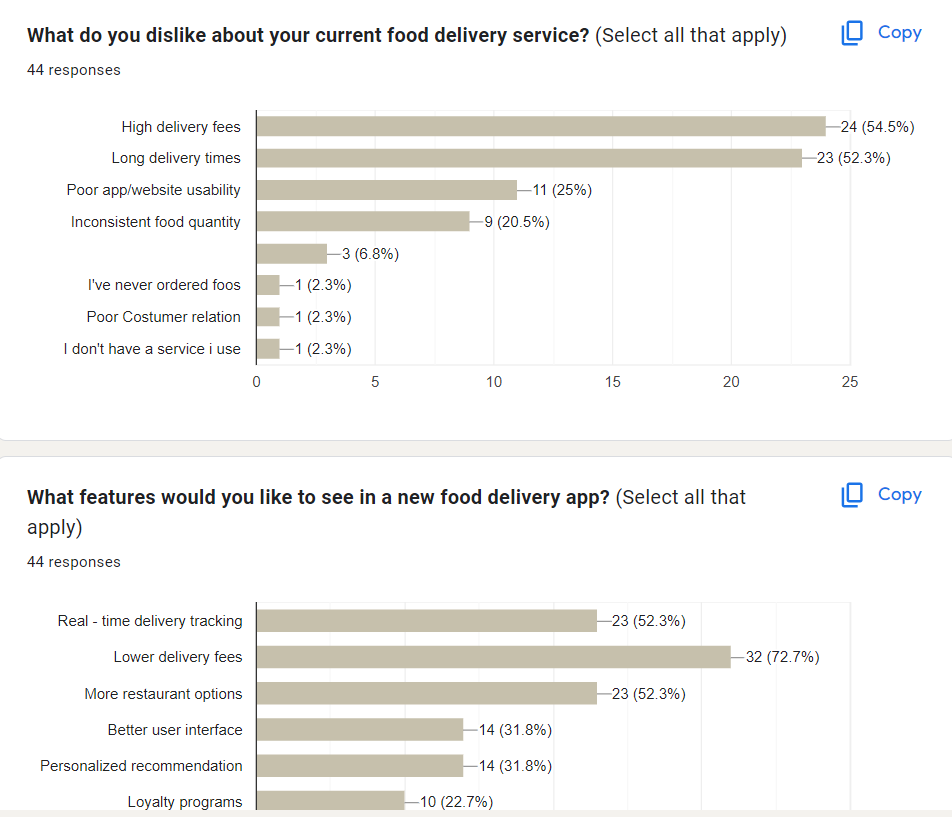 What do you dislike about your current food delivery service? (Select all that apply)
Copy
44 responses
High delivery fees
24 (54.5%)
Long delivery times
23 (52.3%)
Poor app/website usability
11 (25%)
Inconsistent food quantity
9 (20.5%)
3 (6.8%)
I've never ordered foos
1 (2.3%)
Poor Costumer relation
1 (2.3%)
I don't have a service i use
1 (2.3%)
0 5 10 15 20 25
What features would you like to see in a new food delivery app? (Select all that
apply)
Copy
44 responses
Real - time delivery tracking
23 (52.3%)
Lower delivery fees
32 (72.7%)
More restaurant options
23 (52.3%)
Better user interface
14 (31.8%)
Personalized recommendation
14 (31.8%)
Loyalty programs
10 (22.7%)